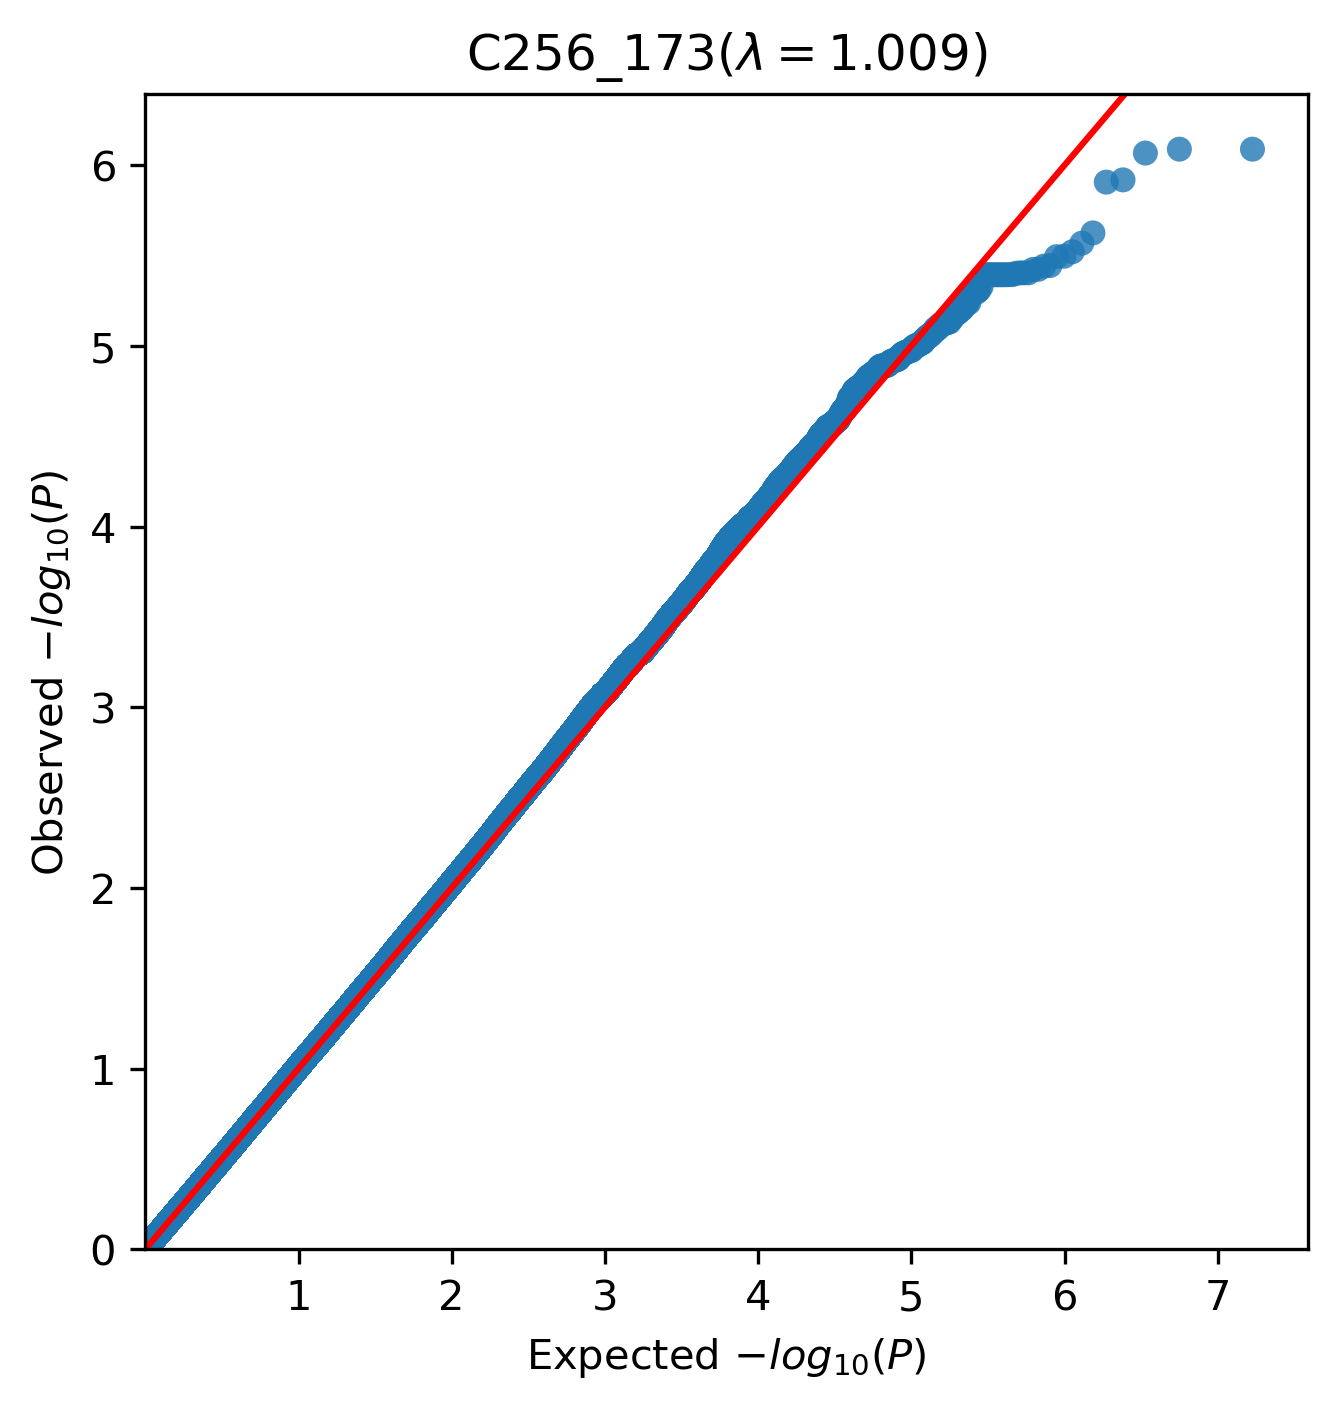 C256_173(λ = 1.009)
Observed −log10(P)
6
5
4
3
2
1
0
1 2 3 4 5 6 7
Expected −log10(P)